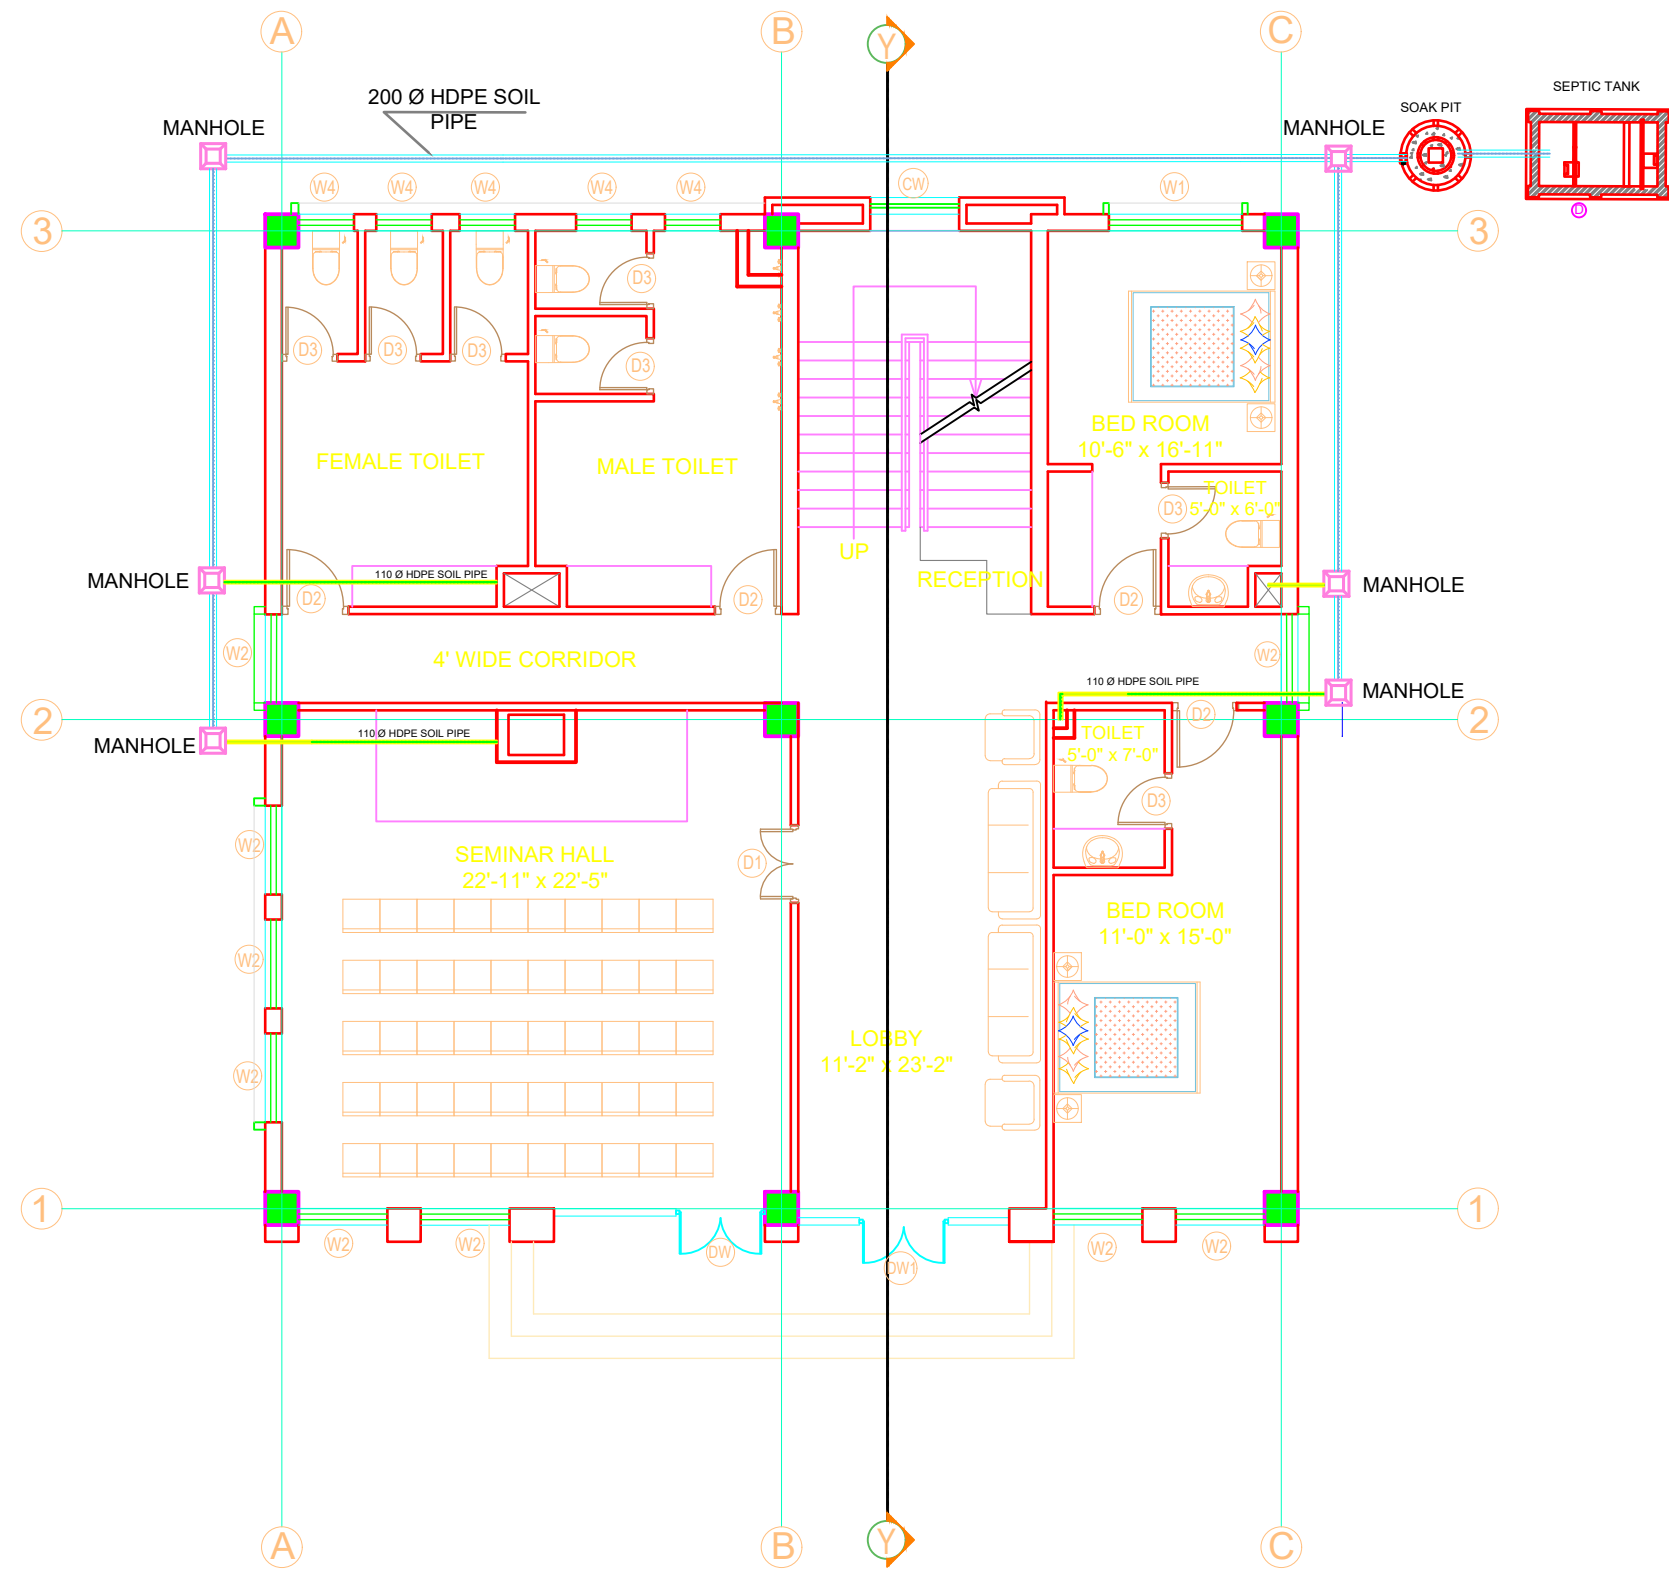 A
B
Y
C
SEPTIC TANK
200 Ø HDPE SOIL
PIPE
SOAK PIT
MANHOLE
MANHOLE
W4
W4
W4
W4
W4
CW
W1
D
3
3
D3
D3
D3
D3
D3
BED ROOM
10'-6" x 16'-11"
FEMALE TOILET
MALE TOILET
TOILET
5'-0" x 6'-0"
D3
UP
RECEPTION
MANHOLE
110 Ø HDPE SOIL PIPE
MANHOLE
D2
D2
D2
W2
4' WIDE CORRIDOR
W2
110 Ø HDPE SOIL PIPE
MANHOLE
2
2
D2
MANHOLE
110 Ø HDPE SOIL PIPE
TOILET
5'-0" x 7'-0"
D3
W2
SEMINAR HALL
22'-11" x 22'-5"
D1
BED ROOM
11'-0" x 15'-0"
W2
LOBBY
11'-2" x 23'-2"
W2
1
1
W2
W2
DW
DW1
W2
W2
A
B
Y
C